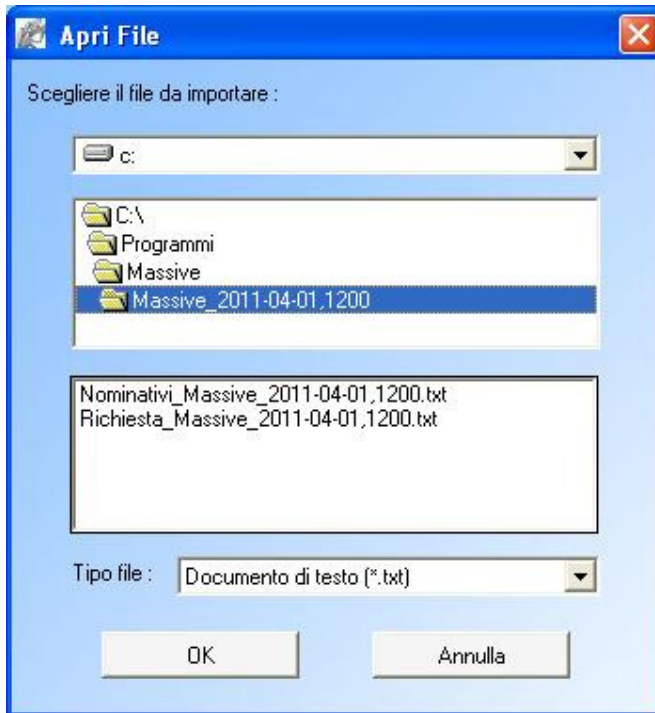 Apri File
Scegliere il file da importare :
c:
C:\
Programmi
Massive
Massive_2011-04-01,1200
Nominativi_Massive_2011-04-01,1200.txt
Richiesta_Massive_2011-04-01,1200.txt
Tipo file : Documento di testo (*.txt)
OK Annulla